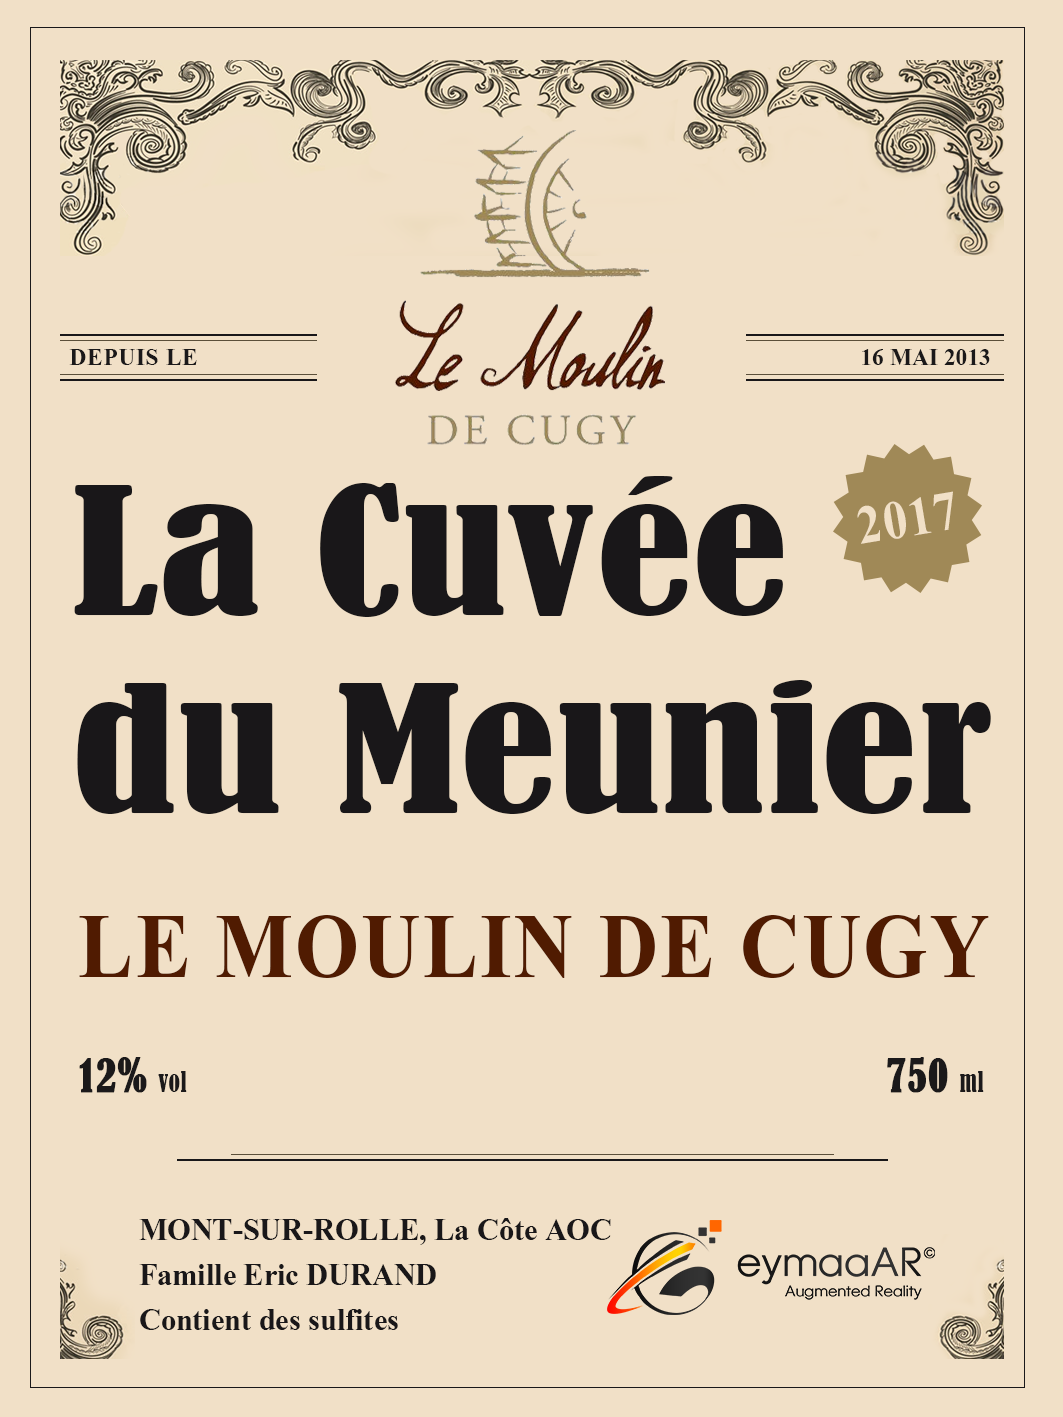 Le Moulin
DE CUGY
DEPUIS LE
16 MAI 2013
La Cuvée
2017
du Meunier
LE MOULIN DE CUGY
12% vol
750 ml
MONT-SUR-ROLLE, La Côte AOC
Famille Eric DURAND
Contient des sulfites
eymaaAR©
Augmented Reality